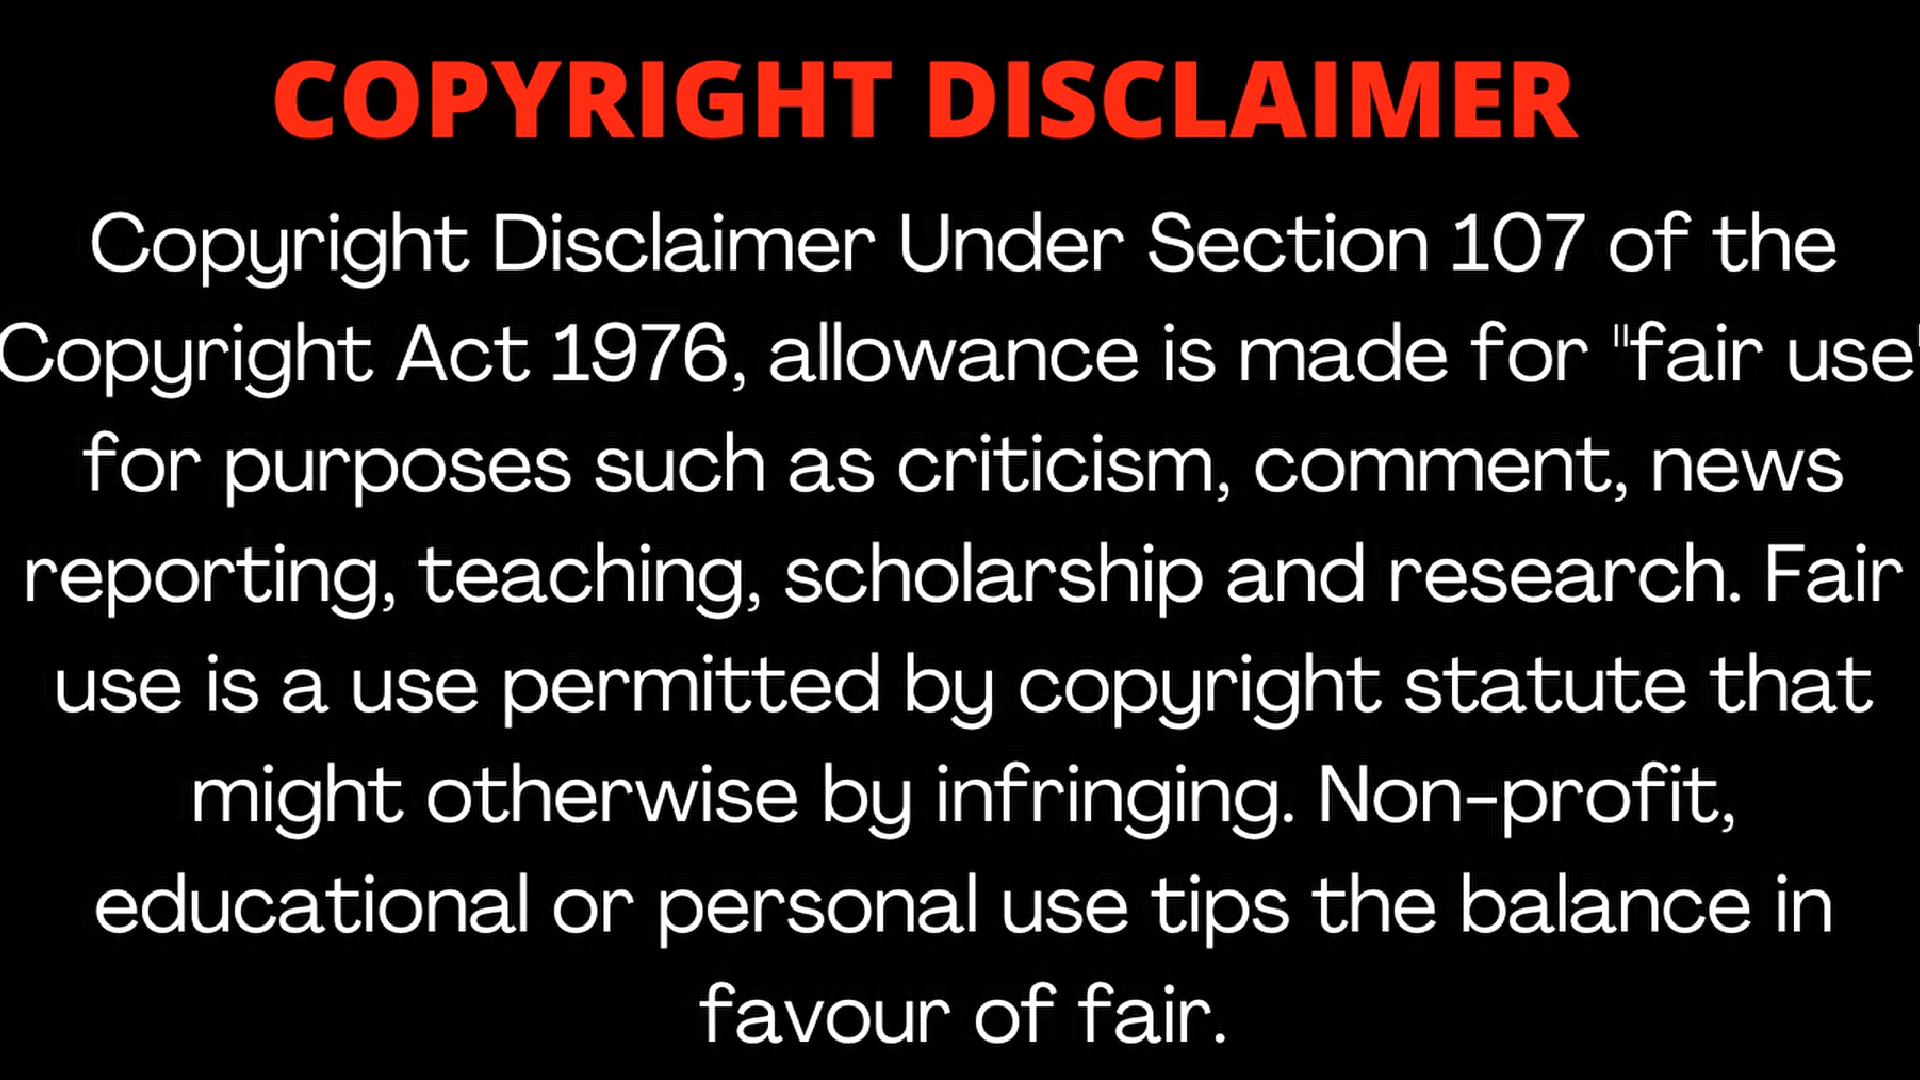 COPYRIGHT DISCLAIMER
Copyright Disclaimer Under Section 107 of the
Copyright Act 1976, allowance is made for "fair use"
for purposes such as criticism, comment, news
reporting, teaching, scholarship and research. Fair
use is a use permitted by copyright statute that
might otherwise by infringing. Non-profit,
educational or personal use tips the balance in
favour of fair.